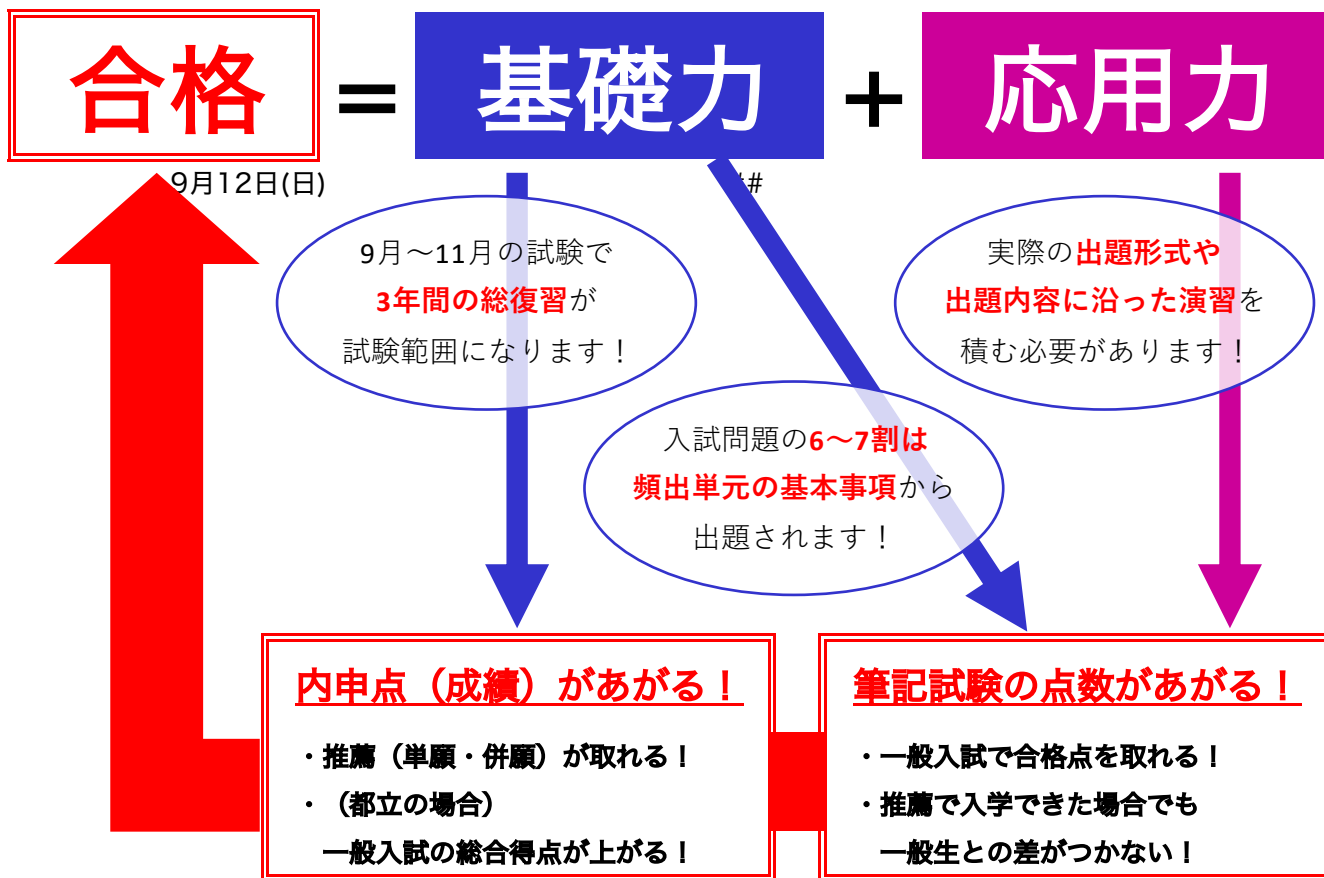 合格 = 基礎力 + 応用力
9月12日(日)
#
9月～11月の試験で
3年間の総復習が
試験範囲になります！
実際の出題形式や
出題内容に沿った演習を
積む必要があります！
入試問題の6～7割は
頻出単元の基本事項から
出題されます！
内申点（成績）があがる！
・推薦（単願・併願）が取れる！
・（都立の場合）
一般入試の総合得点が上がる！
筆記試験の点数があがる！
・一般入試で合格点を取れる！
・推薦で入学できた場合でも
一般生との差がつかない！